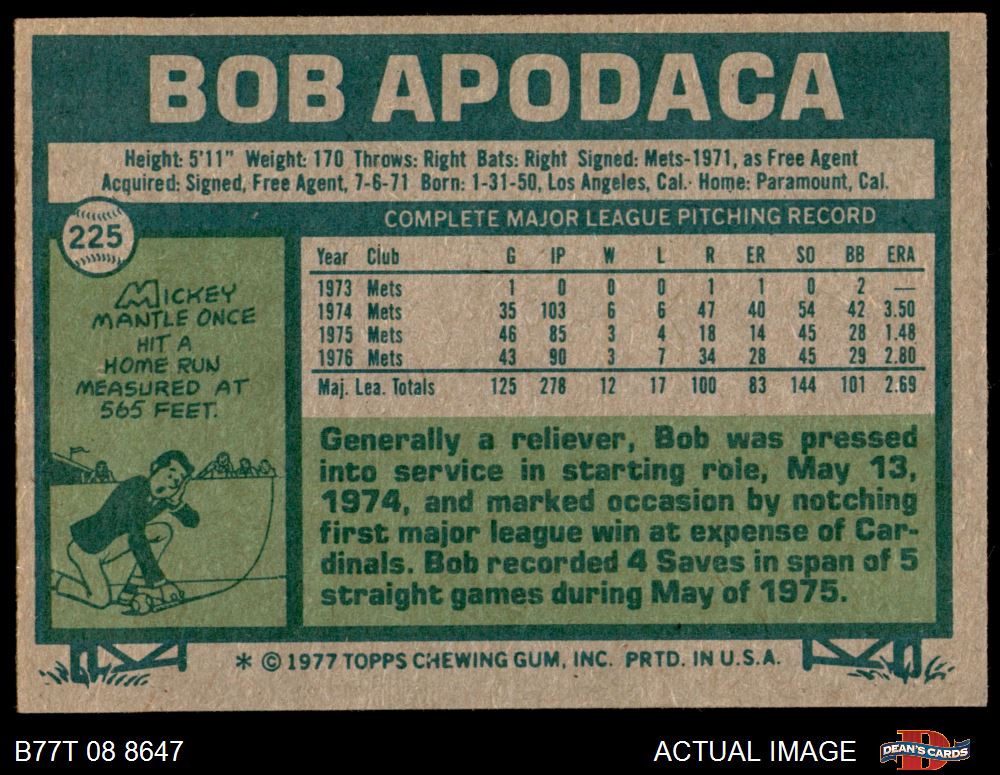 BOB APODACA
Height: 5'11" Weight: 170 Throws: Right Bats: Right Signed: Mets-1971, as Free Agent
Acquired: Signed, Free Agent, 7-6-71 Born: 1-31-50, Los Angeles, Cal. Home: Paramount, Cal.
225
COMPLETE MAJOR LEAGUE PITCHING RECORD
Year Club G IP W L R ER SO BB ERA
1973 Mets 1 0 0 0 1 1 0 2 —
1974 Mets 35 103 6 6 47 40 54 42 3.50
1975 Mets 46 85 3 4 18 14 45 28 1.48
1976 Mets 43 90 3 7 34 28 45 29 2.80
Maj. Lea. Totals 125 278 12 17 100 83 144 101 2.69
MICKEY
MANTLE ONCE
HIT A
HOME RUN
MEASURED AT
565 FEET.
Generally a reliever, Bob was pressed
into service in starting role, May 13,
1974, and marked occasion by notching
first major league win at expense of Car-
dinals. Bob recorded 4 Saves in span of 5
straight games during May of 1975.
* © 1977 TOPPS CHEWING GUM, INC. PRTD. IN U.S.A.
B77T 08 8647
ACTUAL IMAGE
D
DEAN'S CARDS